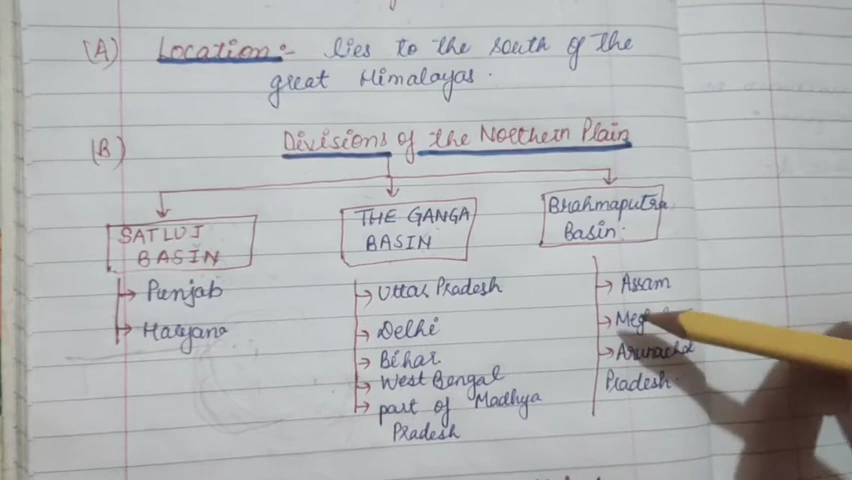 (A) Location:- lies to the south of the
great Himalayas.
(B) Divisions of the Northern Plain
SATLUJ
BASIN
Punjab
Haryana
THE GANGA
BASIN
Uttar Pradesh
Delhi
Bihar
West Bengal
part of Madhya
Pradesh
Brahmaputra
Basin.
Assam
Arunachal
Pradesh.